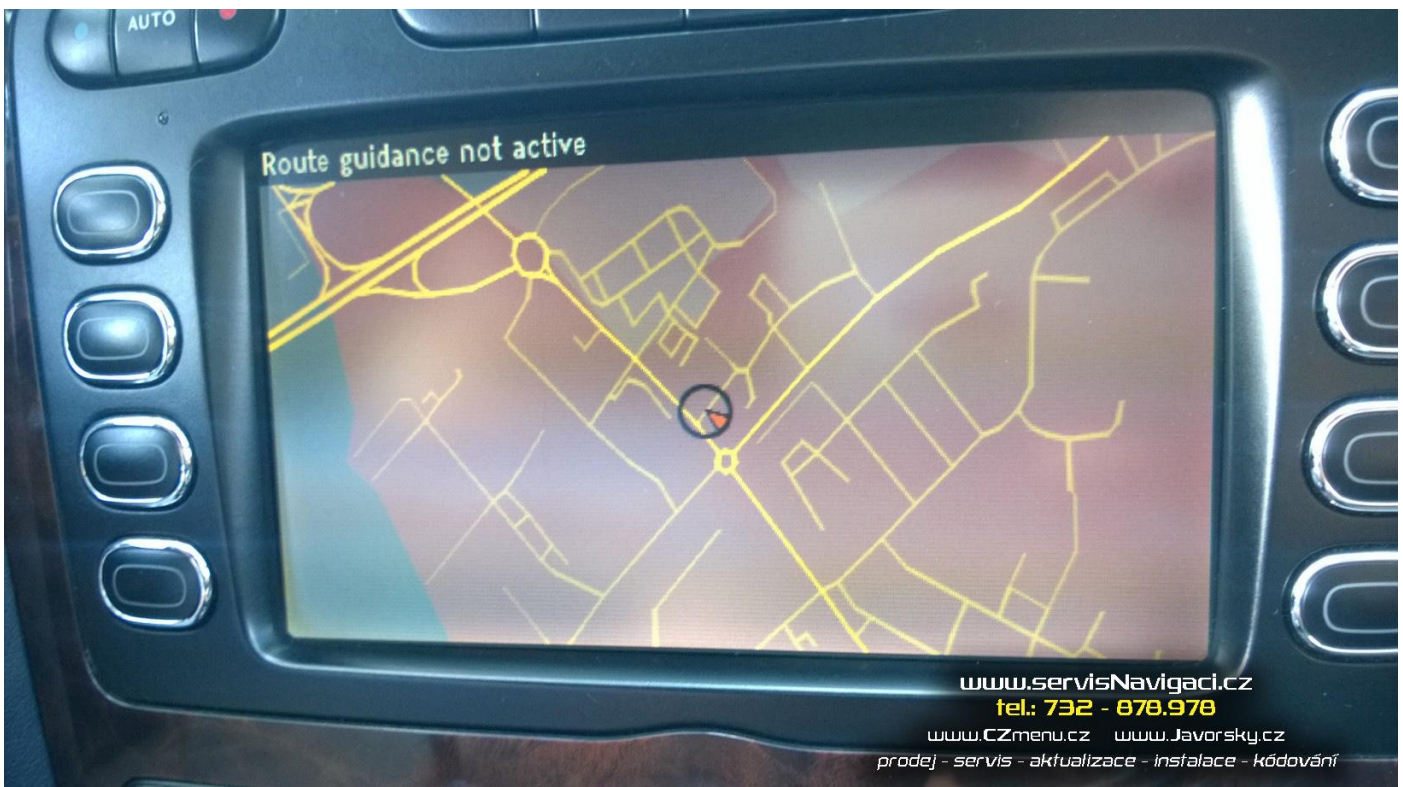 AUTO
Route guidance not active
www.servisNavigaci.cz
tel.: 732 - 878.978
www.CZmenu.cz www.Javorsky.cz
prodej - servis - aktualizace - instalace - kódování